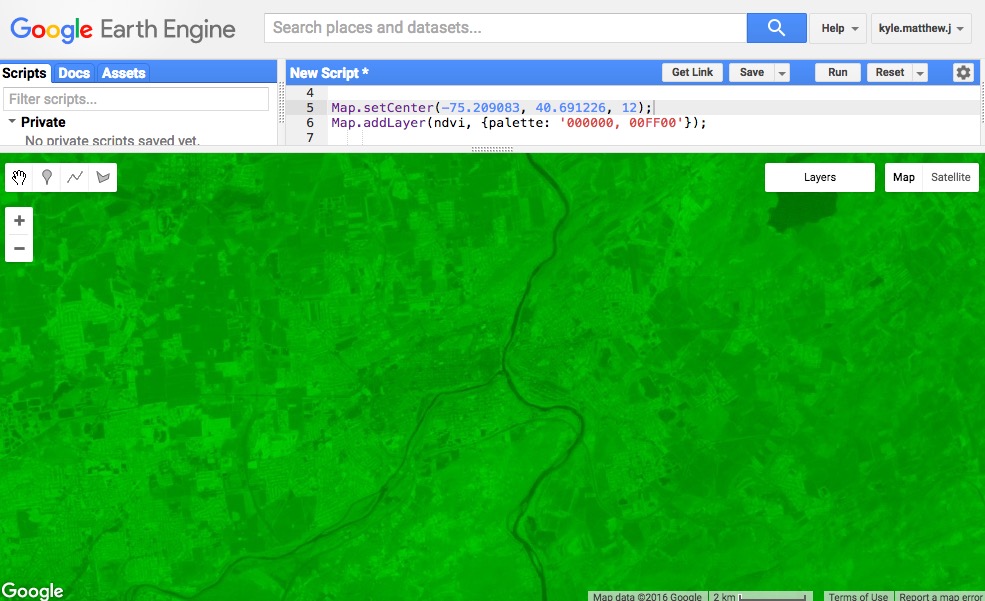 Google Earth Engine
Search places and datasets...
Help
kyle.matthew.j
Scripts Docs Assets
Filter scripts...
Private
No private scripts saved yet.
New Script *
Get Link Save Run Reset
4
5 Map.setCenter(-75.209083, 40.691226, 12);
6 Map.addLayer(ndvi, {palette: '000000, 00FF00'});
7
Layers
Map Satellite
+
−
Google
Map data ©2016 Google 2 km Terms of Use Report a map error